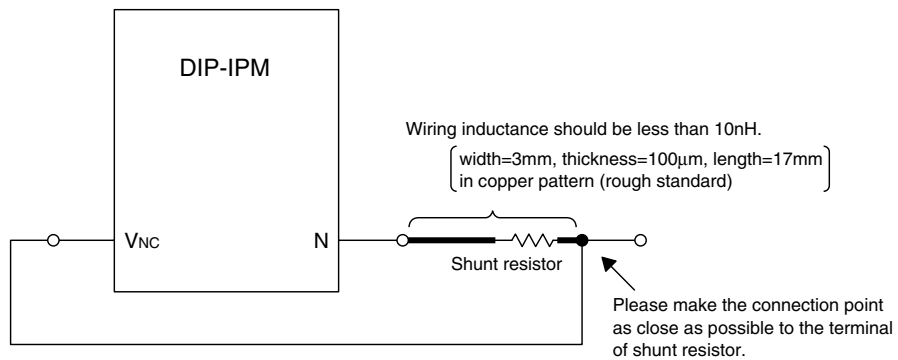 DIP-IPM
Wiring inductance should be less than 10nH.
width=3mm, thickness=100μm, length=17mm
in copper pattern (rough standard)
VNC
N
Shunt resistor
Please make the connection point
as close as possible to the terminal
of shunt resistor.